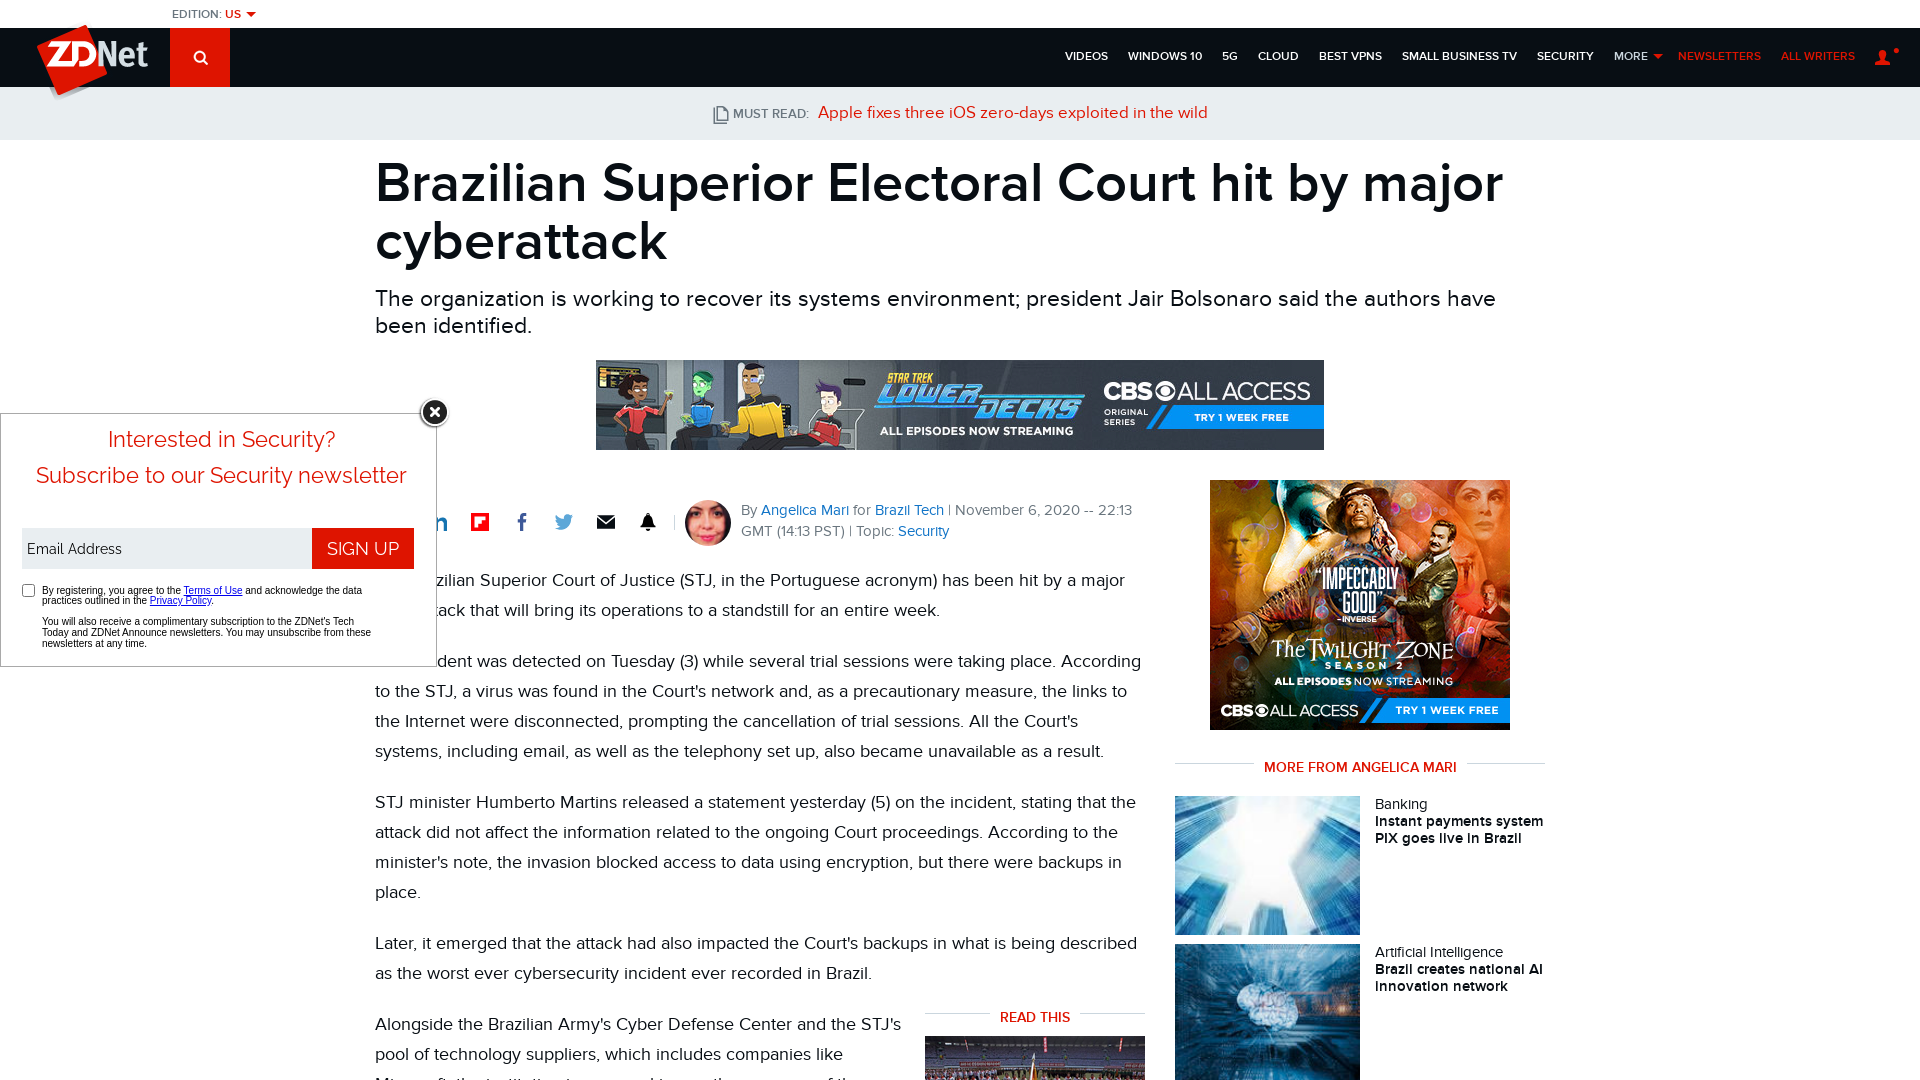 EDITION: US
ZDNet
VIDEOS WINDOWS 10 5G CLOUD BEST VPNS SMALL BUSINESS TV SECURITY MORE NEWSLETTERS ALL WRITERS
MUST READ: Apple fixes three iOS zero-days exploited in the wild
Brazilian Superior Electoral Court hit by major
cyberattack
The organization is working to recover its systems environment; president Jair Bolsonaro said the authors have
been identified.
STAR TREK
LOWER DECKS
ALL EPISODES NOW STREAMING
CBS ALL ACCESS
ORIGINAL
SERIES
TRY 1 WEEK FREE
Interested in Security?
Subscribe to our Security newsletter
Email Address
SIGN UP
By registering, you agree to the Terms of Use and acknowledge the data
practices outlined in the Privacy Policy.
You will also receive a complimentary subscription to the ZDNet's Tech
Today and ZDNet Announce newsletters. You may unsubscribe from these
newsletters at any time.
By Angelica Mari for Brazil Tech | November 6, 2020 -- 22:13
GMT (14:13 PST) | Topic: Security
zilian Superior Court of Justice (STJ, in the Portuguese acronym) has been hit by a major
tack that will bring its operations to a standstill for an entire week.
dent was detected on Tuesday (3) while several trial sessions were taking place. According
to the STJ, a virus was found in the Court's network and, as a precautionary measure, the links to
the Internet were disconnected, prompting the cancellation of trial sessions. All the Court's
systems, including email, as well as the telephony set up, also became unavailable as a result.
STJ minister Humberto Martins released a statement yesterday (5) on the incident, stating that the
attack did not affect the information related to the ongoing Court proceedings. According to the
minister's note, the invasion blocked access to data using encryption, but there were backups in
place.
Later, it emerged that the attack had also impacted the Court's backups in what is being described
as the worst ever cybersecurity incident ever recorded in Brazil.
Alongside the Brazilian Army's Cyber Defense Center and the STJ's
pool of technology suppliers, which includes companies like
READ THIS
"IMPECCABLY
GOOD"
-INVERSE
THE TWILIGHT ZONE
SEASON 2
ALL EPISODES NOW STREAMING
CBS ALL ACCESS
TRY 1 WEEK FREE
MORE FROM ANGELICA MARI
Banking
Instant payments system
PIX goes live in Brazil
Artificial Intelligence
Brazil creates national AI
innovation network